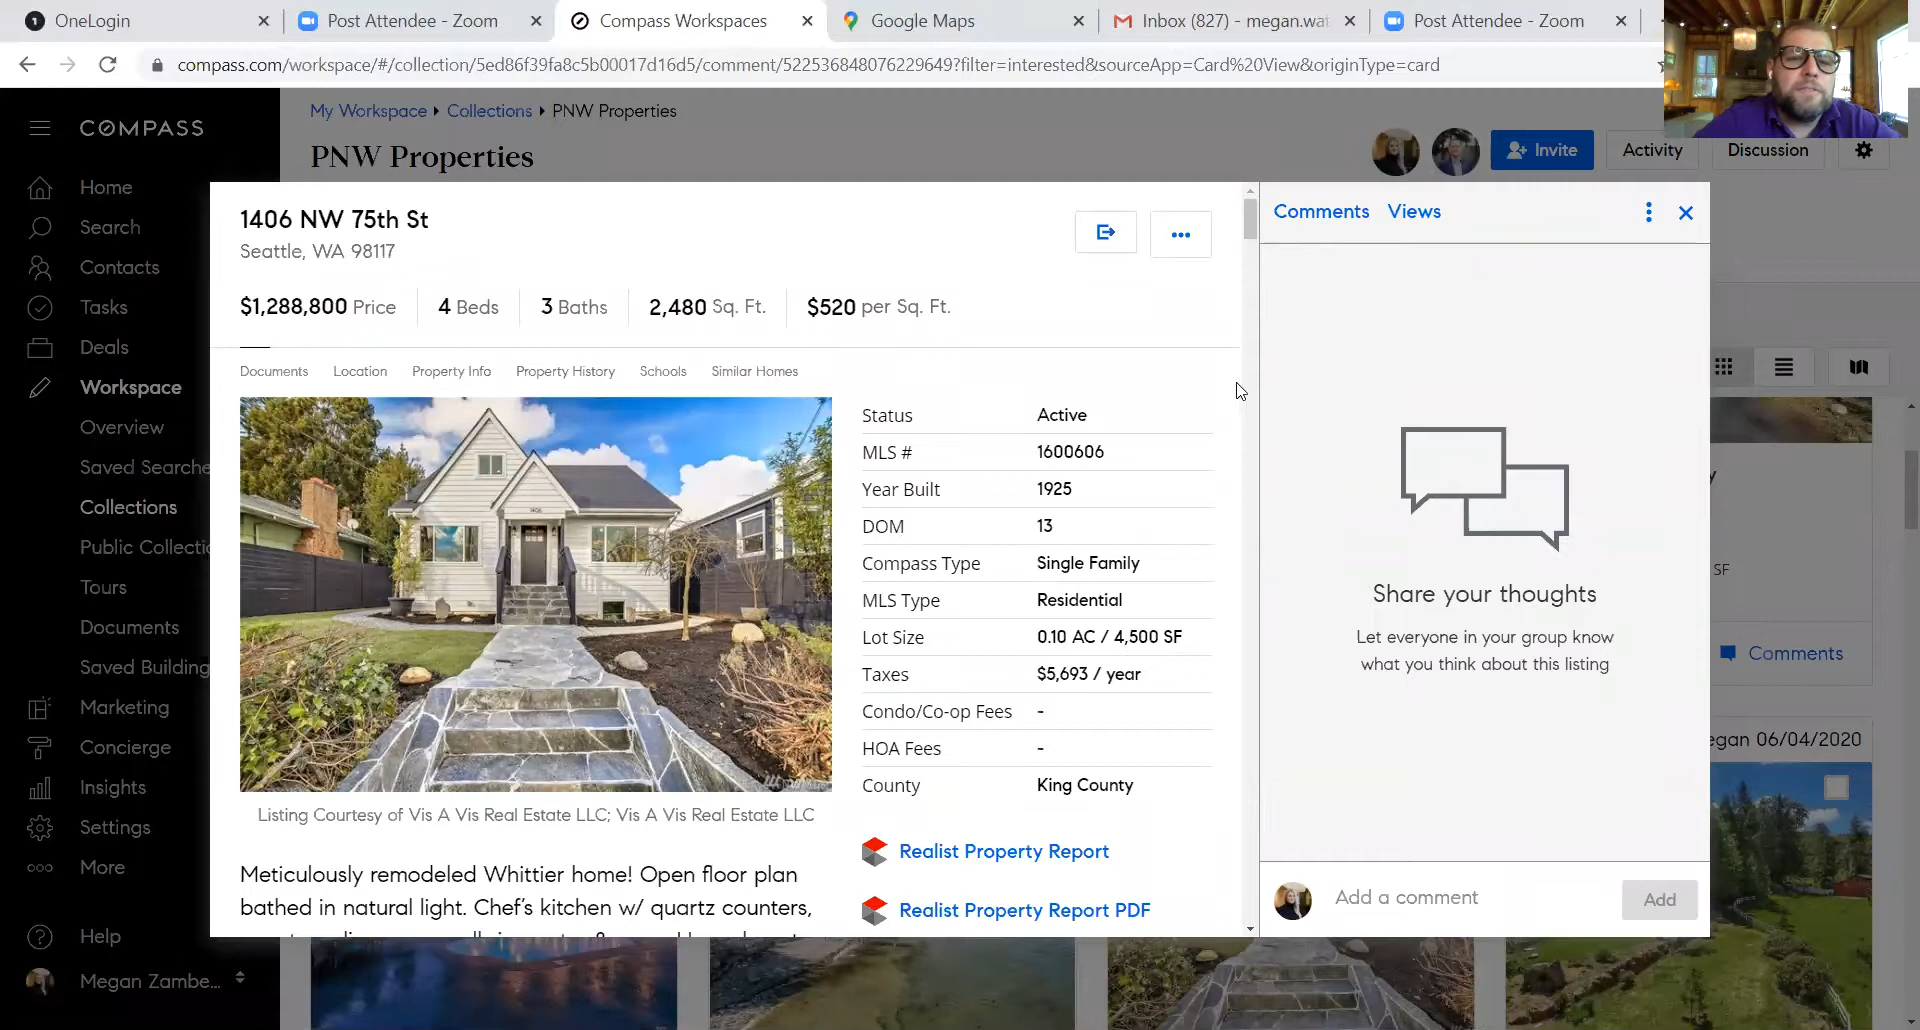 OneLogin
Post Attendee - Zoom
Compass Workspaces
Google Maps
Inbox (827) - megan.wat
Post Attendee - Zoom
compass.com/workspace/#/collection/5ed86f39fa8c5b00017d16d5/comment/522536848076229649?filter=interested&sourceApp=Card%20View&originType=card
COMPASS
Home
Search
Contacts
Tasks
Deals
Workspace
Overview
Saved Searche
Collections
Public Collectic
Tours
Documents
Saved Building
Marketing
Concierge
Insights
Settings
More
Help
Megan Zambe...
My Workspace Collections PNW Properties
PNW Properties
Invite
Activity
Discussion
1406 NW 75th St
Seattle, WA 98117
$1,288,800 Price
4 Beds
3 Baths
2,480 Sq. Ft.
$520 per Sq. Ft.
Documents
Location
Property Info
Property History
Schools
Similar Homes
Status Active
MLS # 1600606
Year Built 1925
DOM 13
Compass Type Single Family
MLS Type Residential
Lot Size 0.10 AC / 4,500 SF
Taxes $5,693 / year
Condo/Co-op Fees -
HOA Fees -
County King County
Realist Property Report
Realist Property Report PDF
Listing Courtesy of Vis A Vis Real Estate LLC; Vis A Vis Real Estate LLC
Meticulously remodeled Whittier home! Open floor plan
bathed in natural light. Chef's kitchen w/ quartz counters,
Comments
Views
Share your thoughts
Let everyone in your group know
what you think about this listing
Add a comment
Add
SF
Comments
egan 06/04/2020